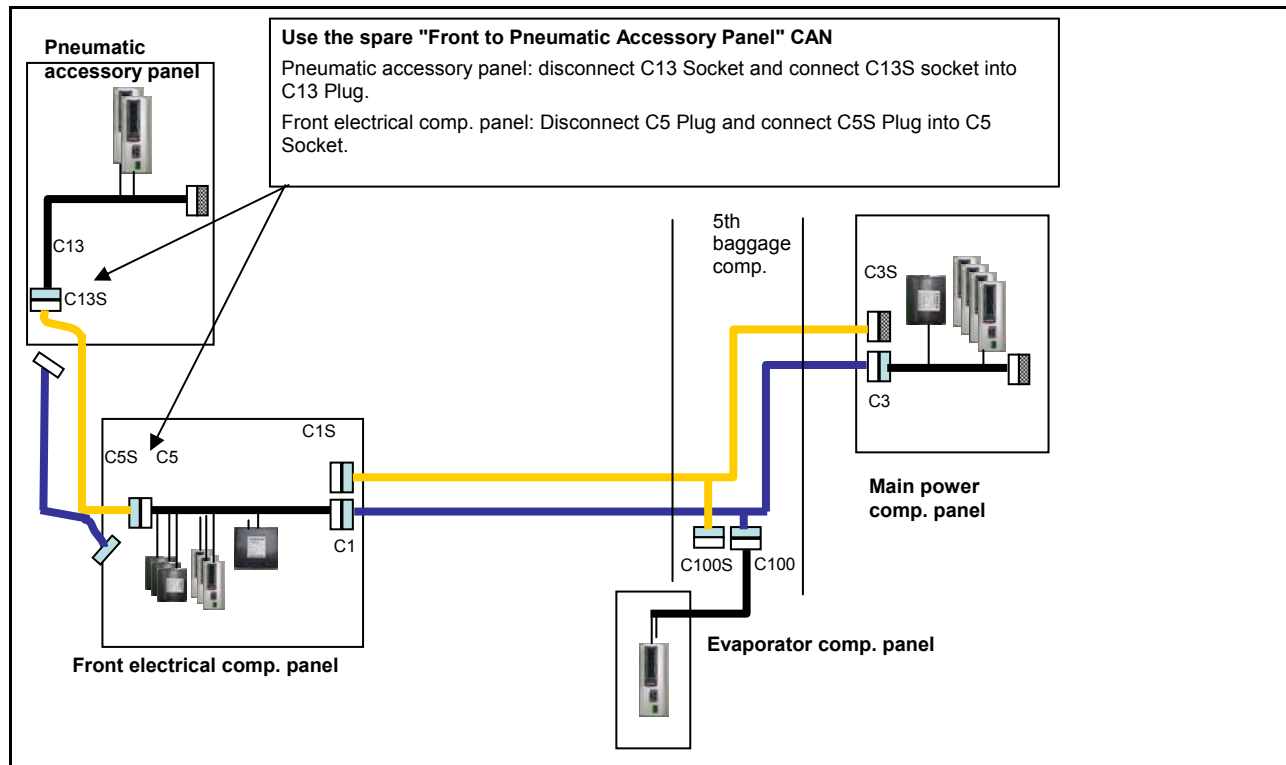 Pneumatic
accessory panel
Use the spare "Front to Pneumatic Accessory Panel" CAN
Pneumatic accessory panel: disconnect C13 Socket and connect C13S socket into
C13 Plug.
Front electrical comp. panel: Disconnect C5 Plug and connect C5S Plug into C5
Socket.
C13
C13S
5th
baggage
comp.
C3S
C3
C1S
C5S C5
C1
C100S C100
Main power
comp. panel
Evaporator comp. panel
Front electrical comp. panel